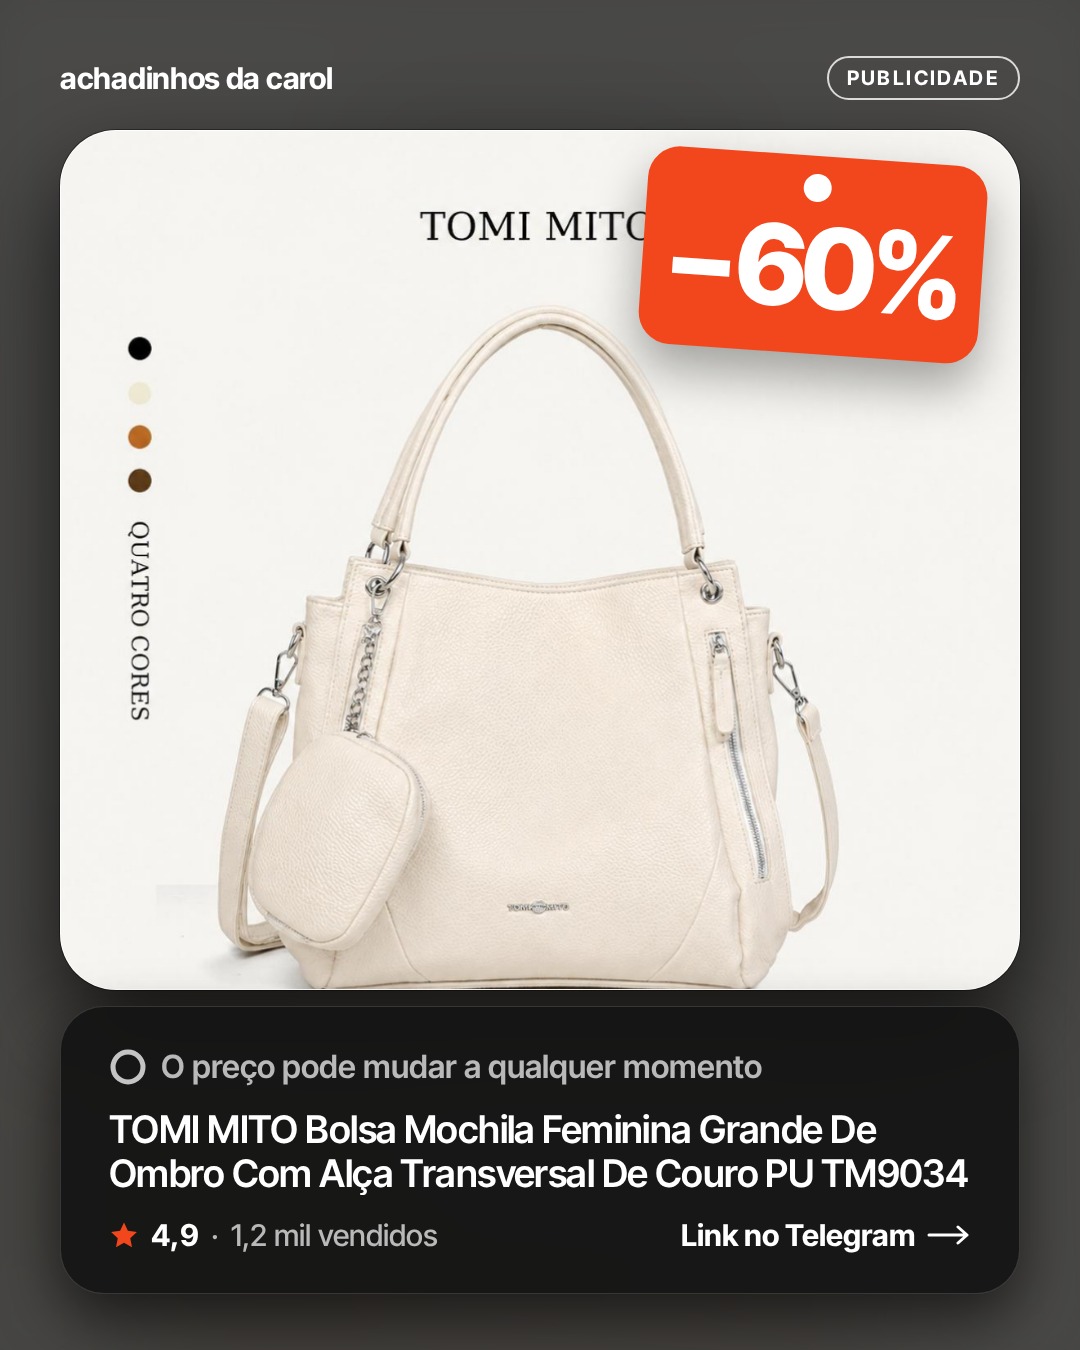 achadinhos da carol
PUBLICIDADE
TOMI MITO
−60%
QUATRO CORES
TOMI MITO
O preço pode mudar a qualquer momento
TOMI MITO Bolsa Mochila Feminina Grande De
Ombro Com Alça Transversal De Couro PU TM9034
4,9 · 1,2 mil vendidos
Link no Telegram →